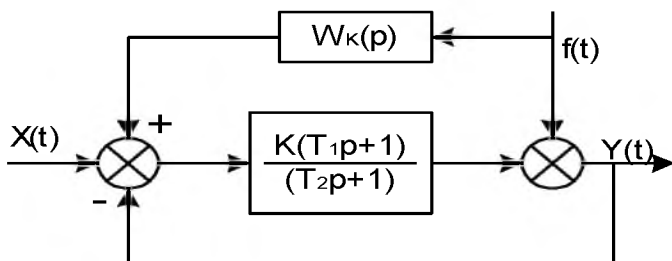 Wк(p)
f(t)
X(t)
+
K(T₁p+1)
(T₂p+1)
Y(t)
-